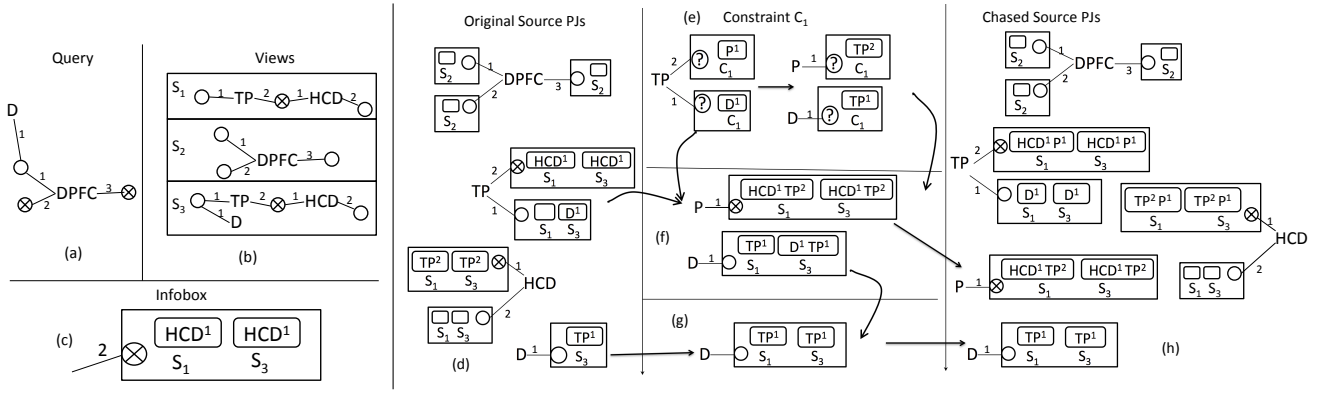 Query
D
1
DPFC
3
2
(a)
Views
S1
1 TP 2 1 HCD 2
S2
1
DPFC 3
2
S3
1 TP 2 1 HCD 2
1 D
(b)
Infobox
(c)
2
HCD¹ HCD¹
S1 S3
Original Source PJs
S2
1
DPFC
3
S2
S2
2
TP
2
HCD¹ HCD¹
S1 S3
1
D¹
S1 S3
TP² TP²
S1 S3
1
HCD
2
S1 S3
D 1
TP¹
S3
(d)
(e)
Constraint C1
TP
2
? P¹
C1
1
? D¹
C1
P 1
? TP²
C1
D 1
? TP¹
C1
P 1
HCD¹ TP² HCD¹ TP²
S1 S3
(f)
D 1
TP¹ D¹ TP¹
S1 S3
(g)
D 1
TP¹ TP¹
S1 S3
Chased Source PJs
S2
1
DPFC 3
S2
2
S2
TP
2
HCD¹ P¹ HCD¹ P¹
S1 S3
1
D¹ D¹
S1 S3
TP² P¹ TP² P¹
S1 S3
1
HCD
2
S1 S3
P 1
HCD¹ TP² HCD¹ TP²
S1 S3
D 1
TP¹ TP¹
S1 S3
(h)